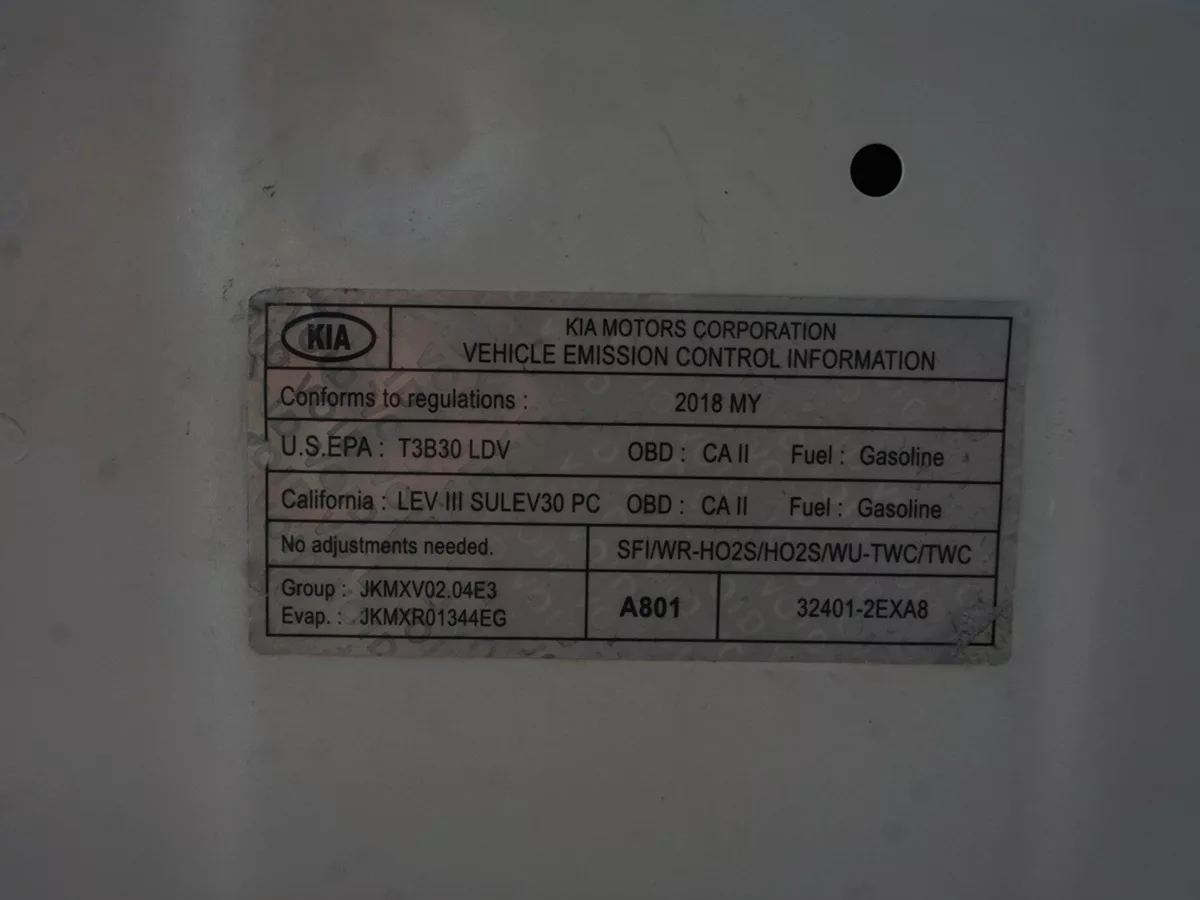 KIA
KIA MOTORS CORPORATION
VEHICLE EMISSION CONTROL INFORMATION
Conforms to regulations : 2018 MY
U.S.EPA : T3B30 LDV OBD : CA II Fuel : Gasoline
California : LEV III SULEV30 PC OBD : CA II Fuel : Gasoline
No adjustments needed. SFI/WR-HO2S/HO2S/WU-TWC/TWC
Group : JKMXV02.04E3
Evap. : JKMXR01344EG
A801
32401-2EXA8